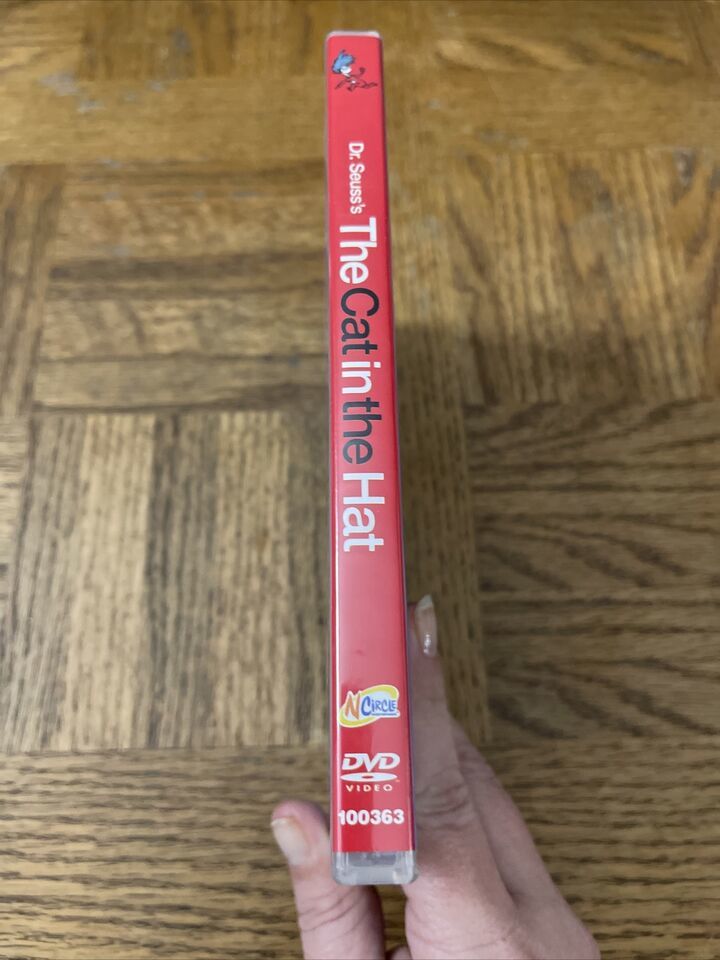 Dr. Seuss's The Cat in the Hat
NCIRCLE
DVD
VIDEO
100363